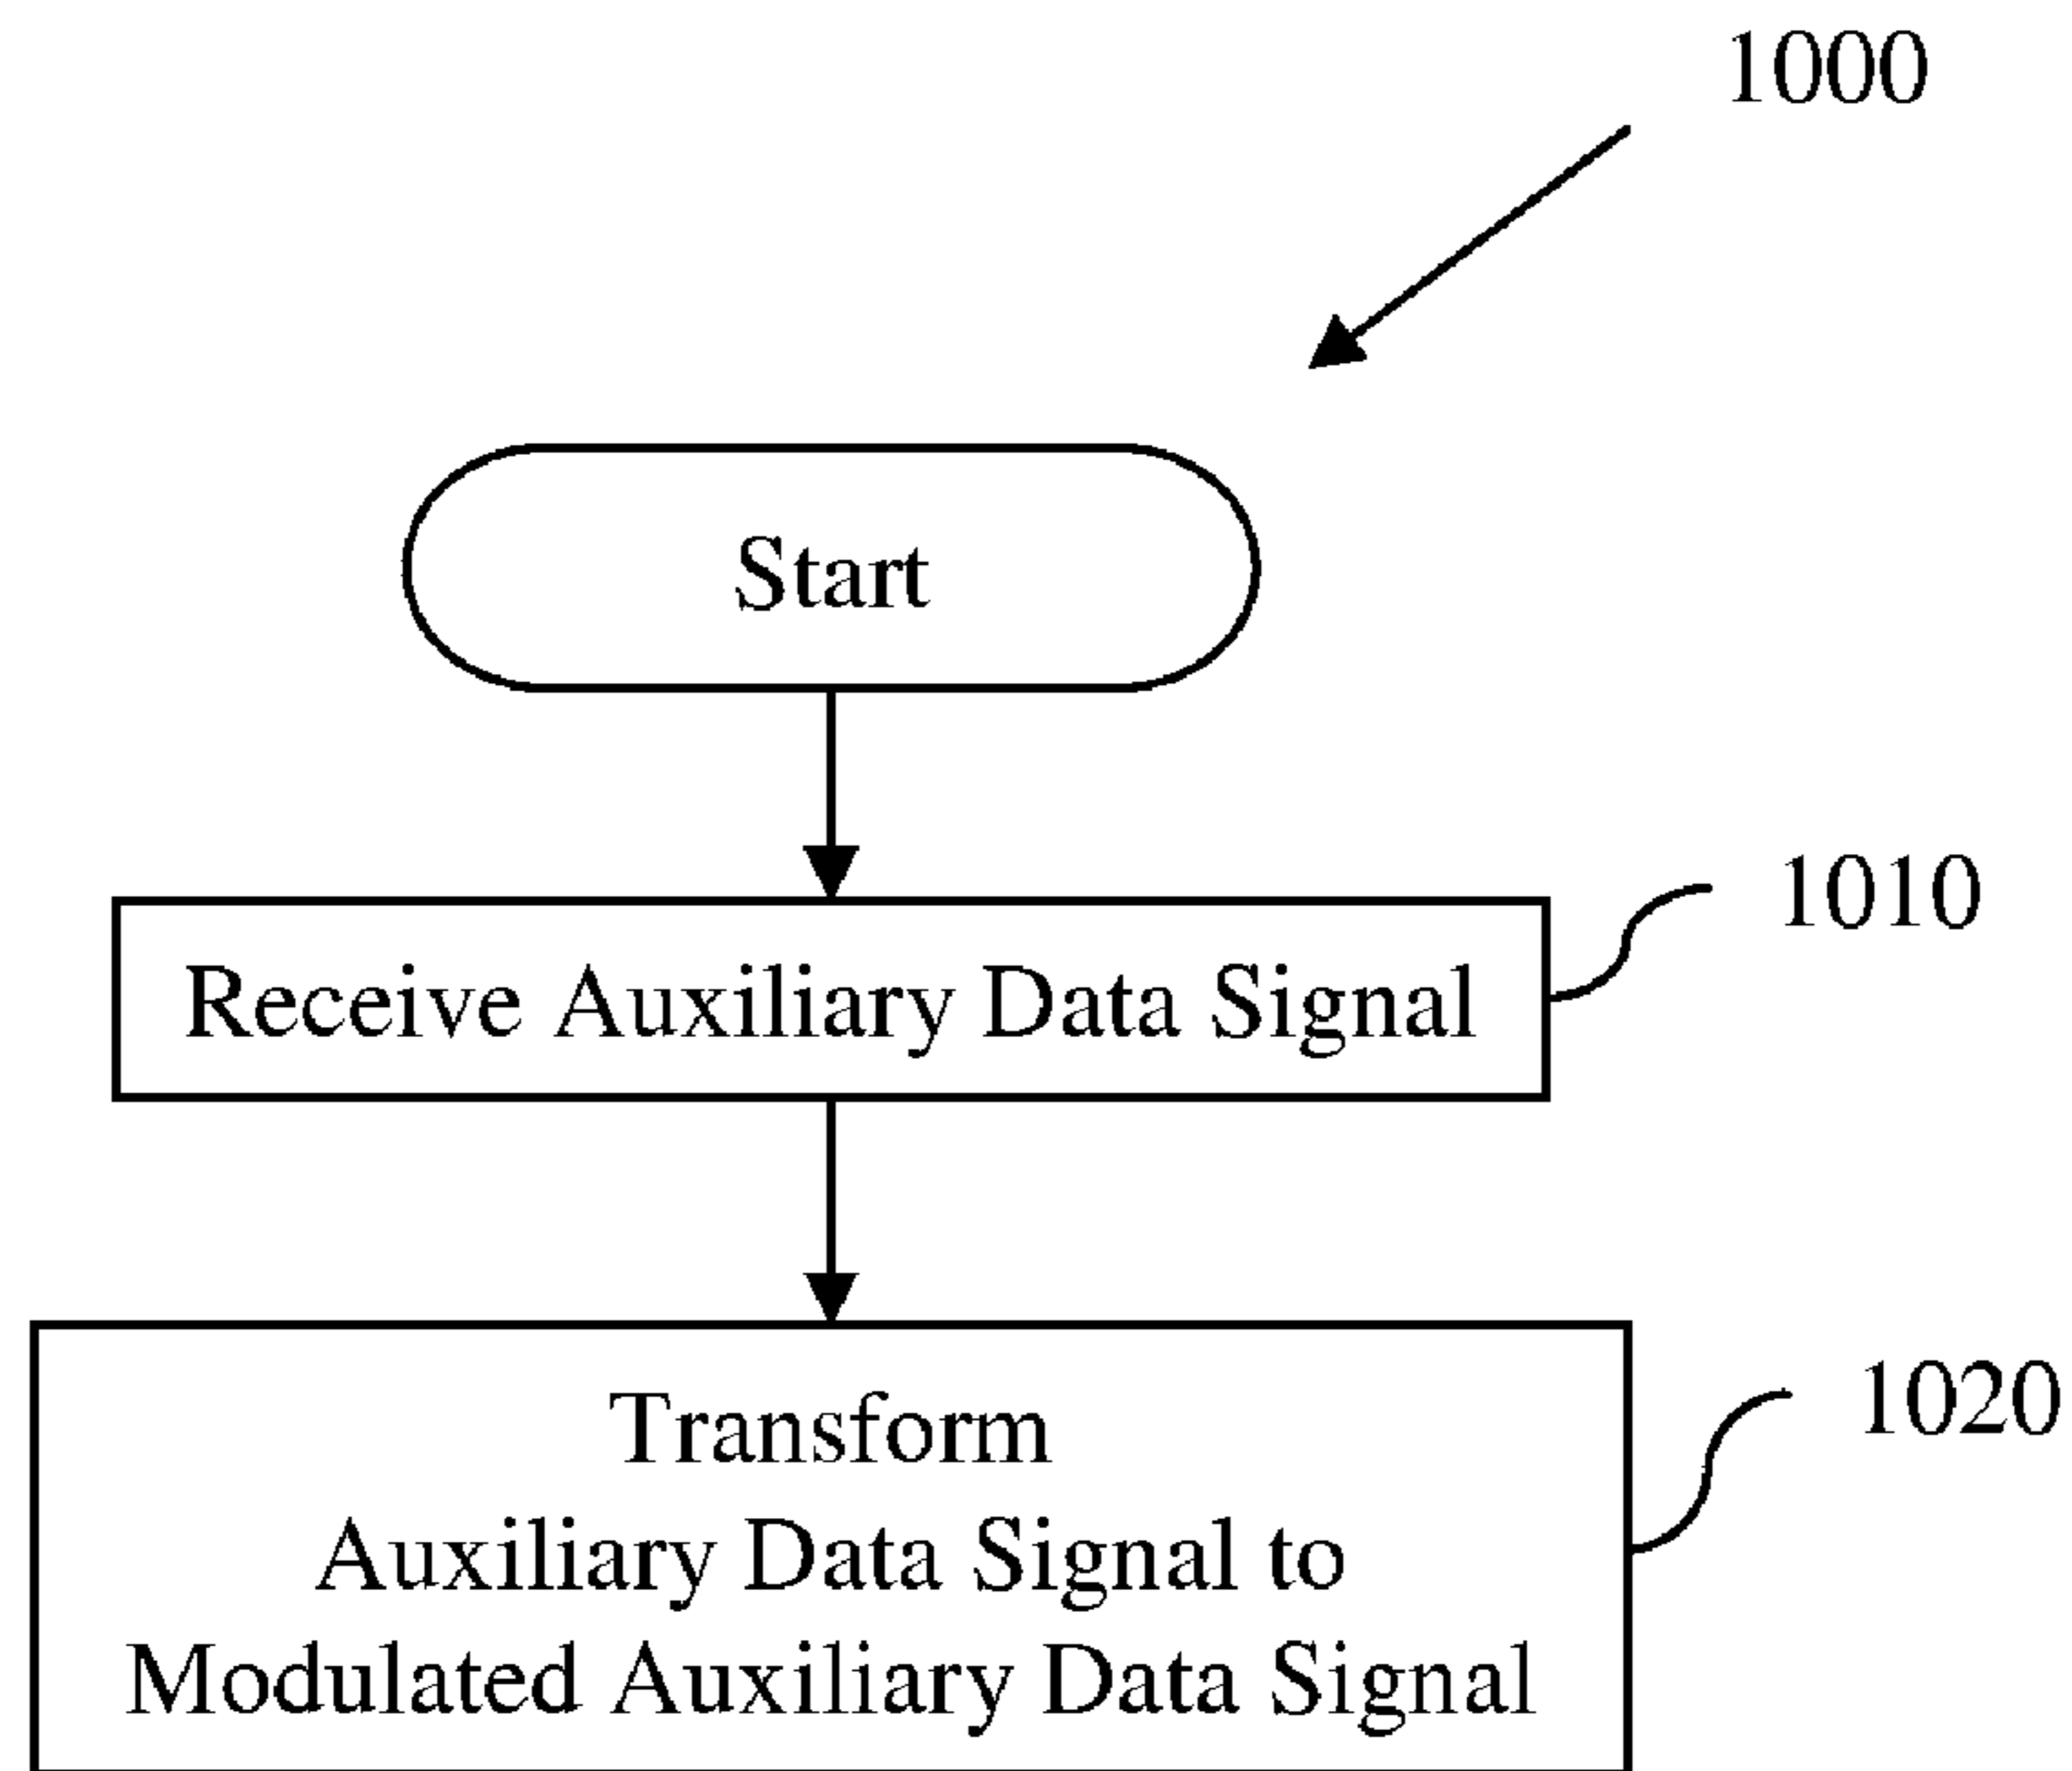 1000
Start
1010
Receive Auxiliary Data Signal
1020
Transform
Auxiliary Data Signal to
Modulated Auxiliary Data Signal